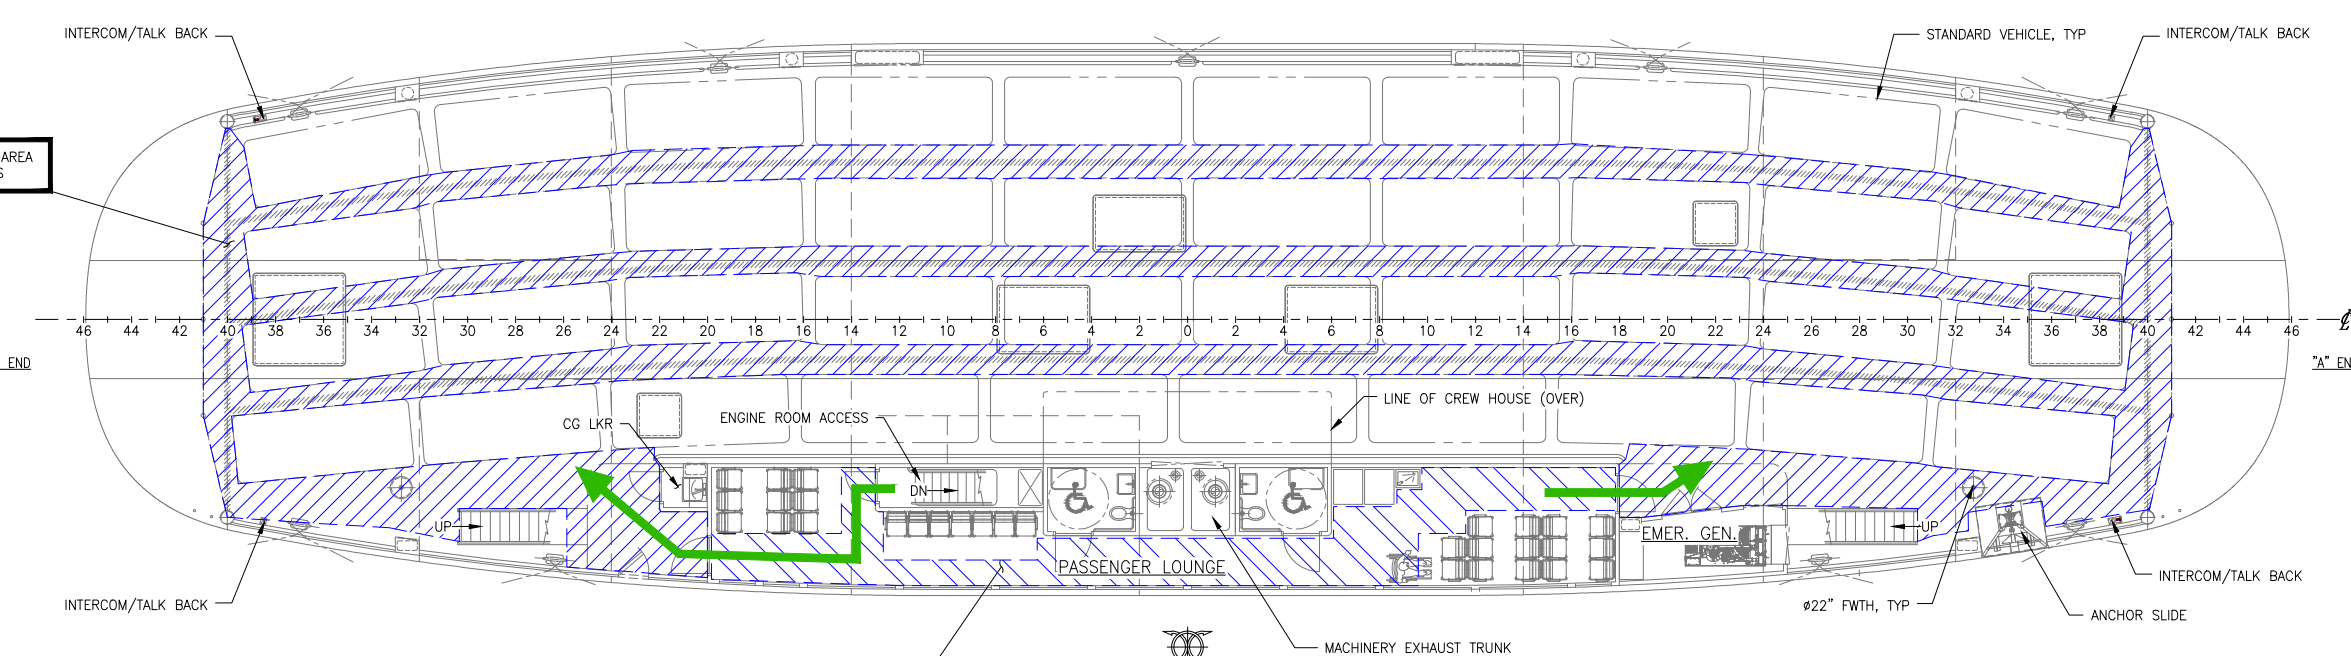 INTERCOM/TALK BACK
STANDARD VEHICLE, TYP
INTERCOM/TALK BACK
AREA
S
46 44 42 40 38 36 34 32 30 28 26 24 22 20 18 16 14 12 10 8 6 4 2 0 2 4 6 8 10 12 14 16 18 20 22 24 26 28 30 32 34 36 38 40 42 44 46
END
"A" EN
LINE OF CREW HOUSE (OVER)
ENGINE ROOM ACCESS
CG LKR
DN
UP
UP
EMER. GEN.
PASSENGER LOUNGE
INTERCOM/TALK BACK
INTERCOM/TALK BACK
ø22" FWTH, TYP
ANCHOR SLIDE
MACHINERY EXHAUST TRUNK